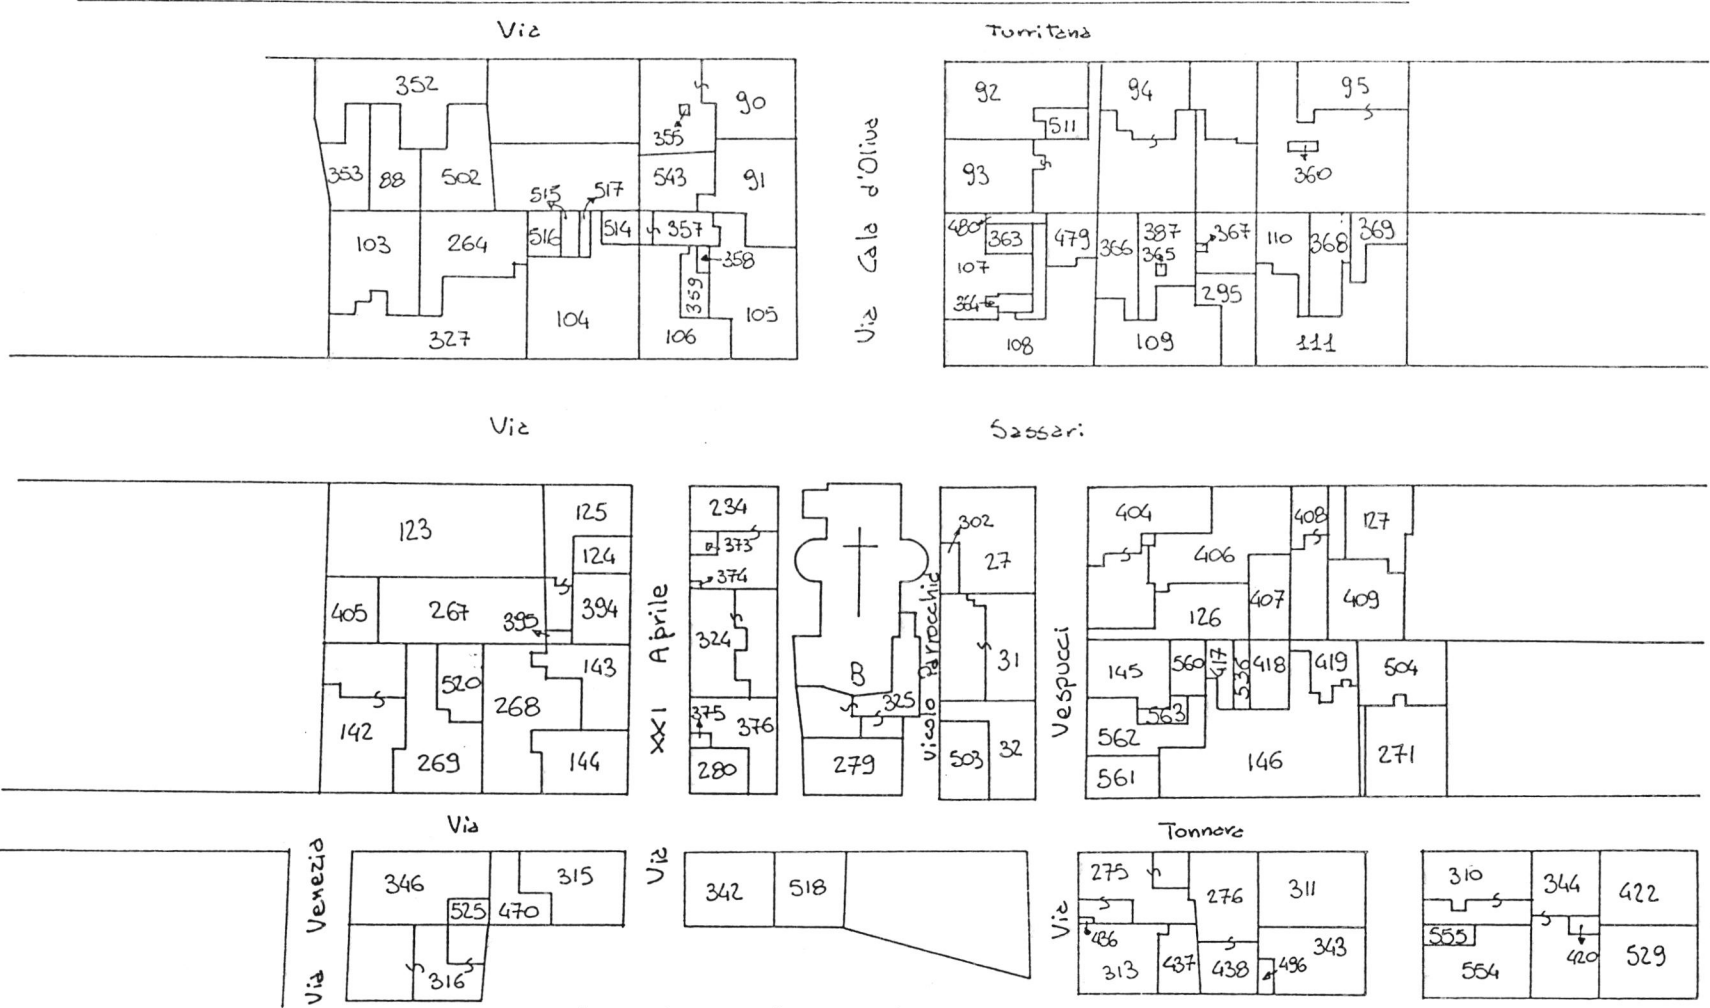 Via Turritana
352 90 92 94 95
355 511
353 88 502 543 91 93 360
515 517
103 264 516 514 357 480 363 479 366 387 367 110 368 369
358 107 365
359 364 295
327 104 106 105 108 109 111
Via Cala d'Oliva
Via Sassari
123 125 234 302 404 408 127
124 373 27 406
374
405 267 395 394 324 126 407 409
143 31 145 560 417 536 418 419 504
520 268 B 325
142 375 376 563
562
269 144 280 279 503 32 561 146 271
XXI Aprile
vicolo Parrocchia
Vespucci
Via Tonnara
Via Venezia
Via
Via
346 315 342 518 275 276 311 310 344 422
525 470
436 343 555
316 313 437 438 496 554 420 529